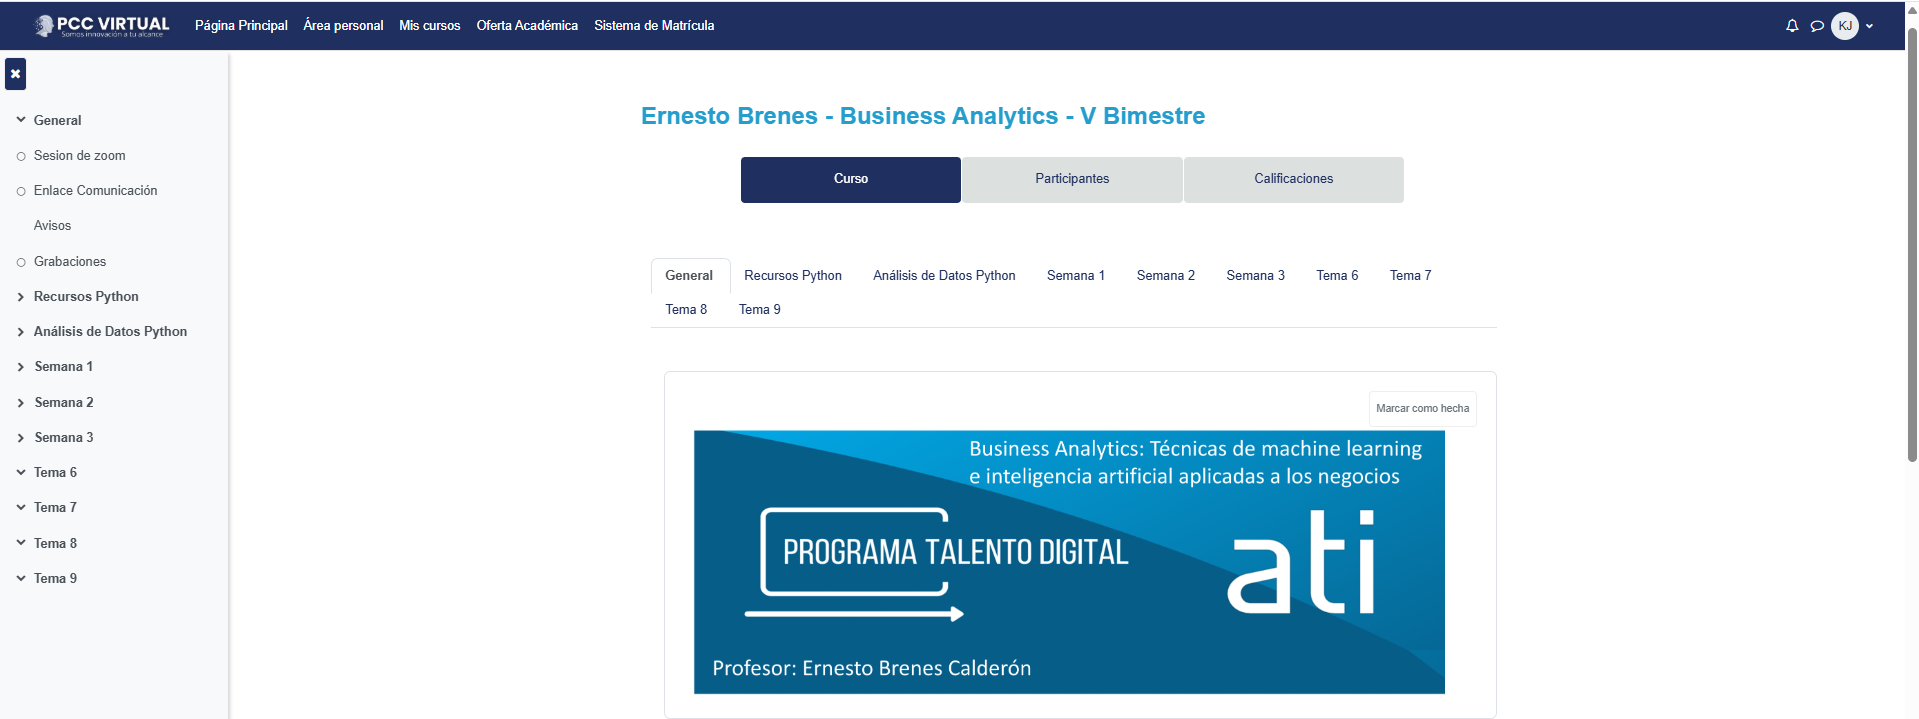 PCC VIRTUAL
Somos innovación a tu alcance
Página Principal
Área personal
Mis cursos
Oferta Académica
Sistema de Matrícula
KJ
General
Sesion de zoom
Enlace Comunicación
Avisos
Grabaciones
Recursos Python
Análisis de Datos Python
Semana 1
Semana 2
Semana 3
Tema 6
Tema 7
Tema 8
Tema 9
Ernesto Brenes - Business Analytics - V Bimestre
Curso
Participantes
Calificaciones
General
Recursos Python
Análisis de Datos Python
Semana 1
Semana 2
Semana 3
Tema 6
Tema 7
Tema 8
Tema 9
Marcar como hecha
Business Analytics: Técnicas de machine learning
e inteligencia artificial aplicadas a los negocios
PROGRAMA TALENTO DIGITAL
ati
Profesor: Ernesto Brenes Calderón